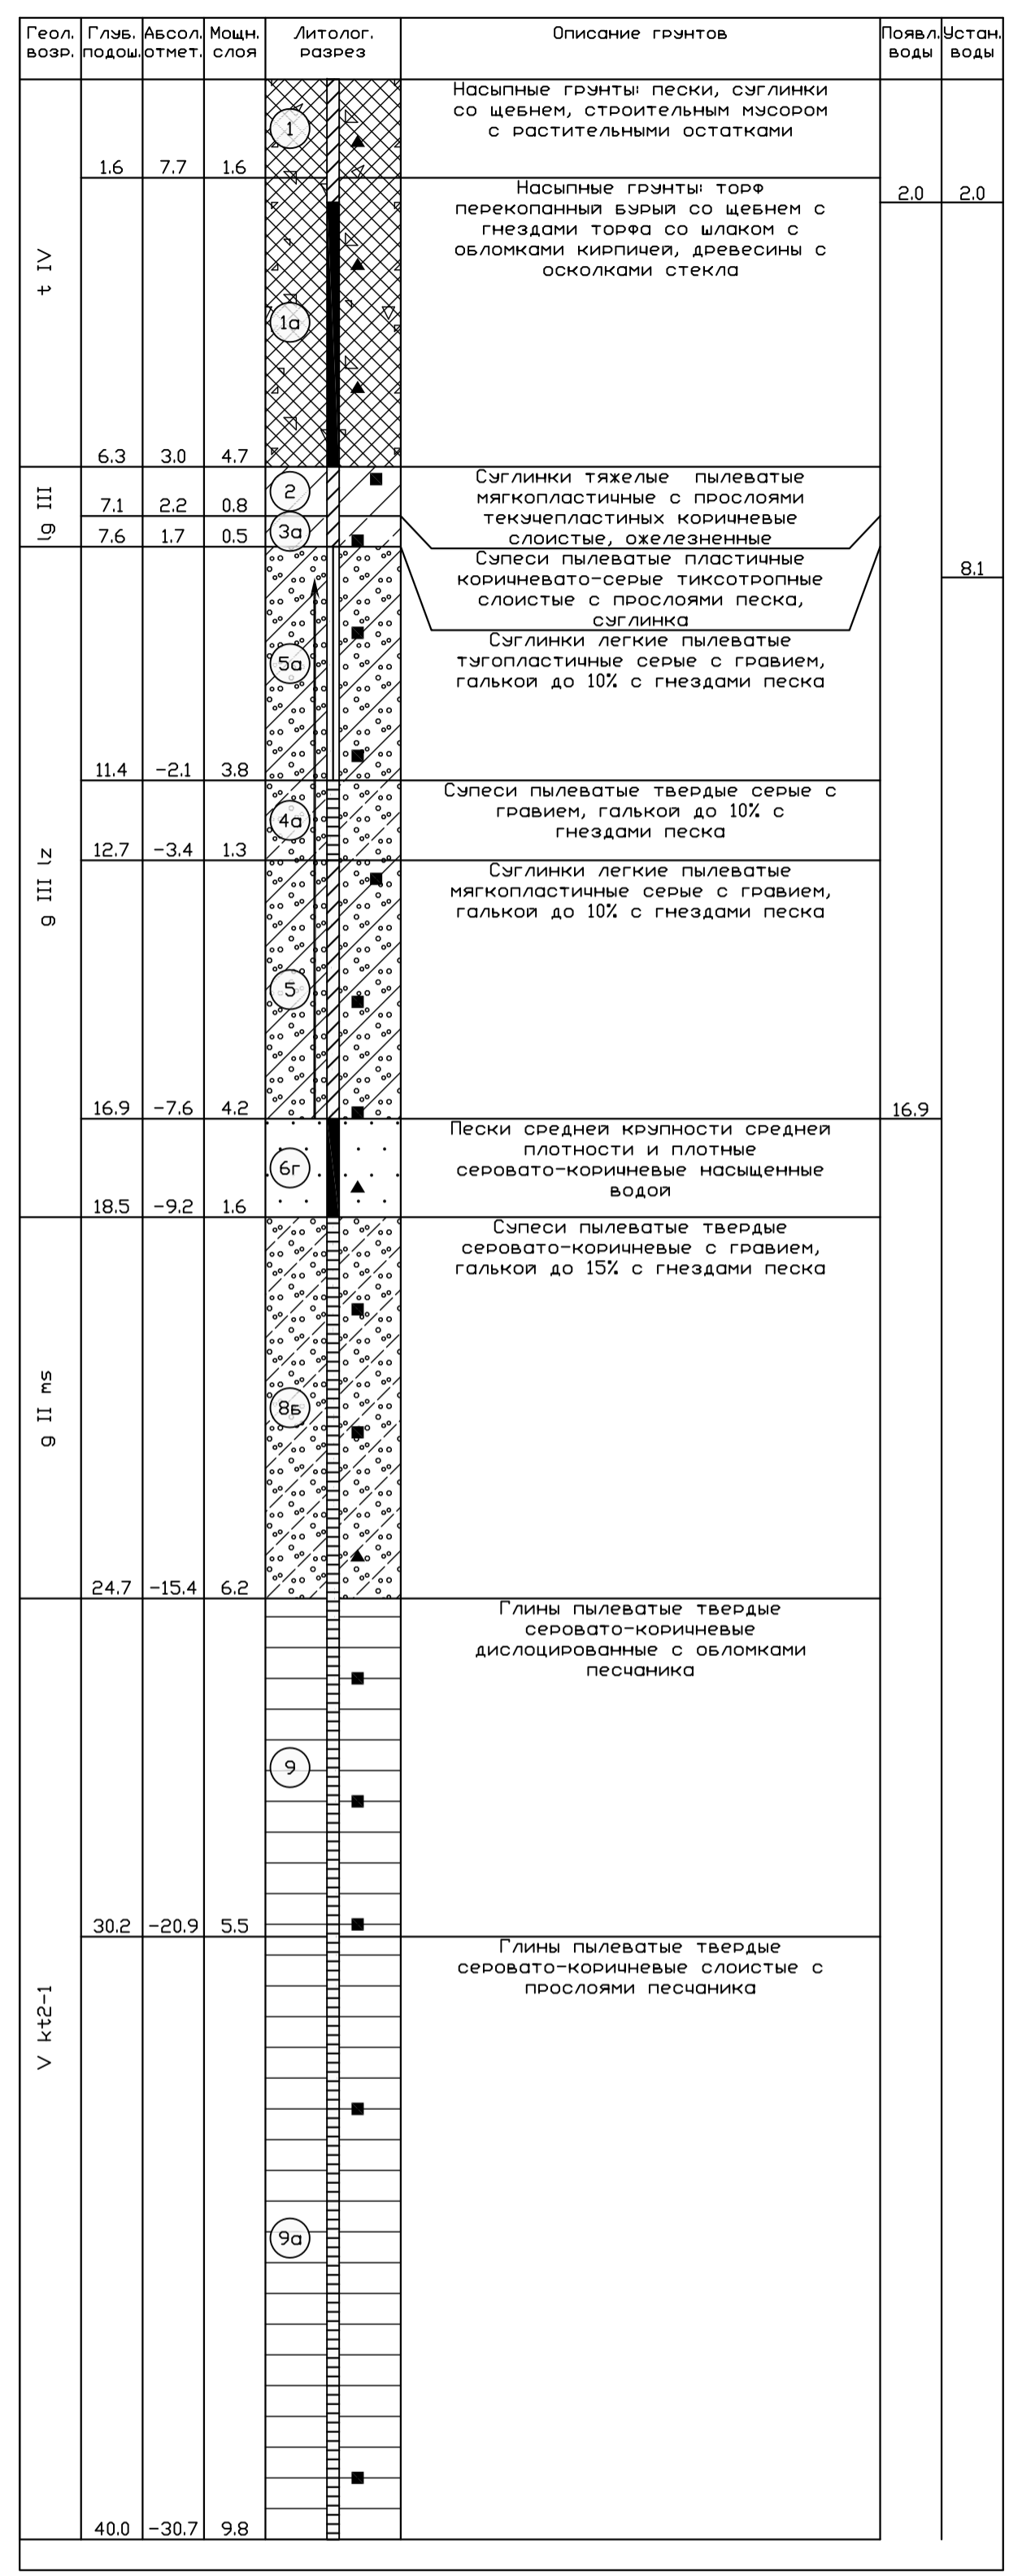 Геол. возр.
Глуб. подош.
Абсол. отмет.
Мощн. слоя
Литолог. разрез
Описание грунтов
Появл. воды
Устан. воды
t IV
1
1.6 7.7 1.6
Насыпные грунты: пески, суглинки
со щебнем, строительным мусором
с растительными остатками
2.0 2.0
1а
6.3 3.0 4.7
Насыпные грунты: торф
перекопанный бурый со щебнем с
гнездами торфа со шлаком с
обломками кирпичей, древесины с
осколками стекла
lg III
2
7.1 2.2 0.8
Суглинки тяжелые пылеватые
мягкопластичные с прослоями
текучепластиных коричневые
слоистые, ожелезненные
3а
7.6 1.7 0.5
Супеси пылеватые пластичные
коричневато-серые тиксотропные
слоистые с прослоями песка,
суглинка
8.1
g III lz
5а
11.4 -2.1 3.8
Суглинки легкие пылеватые
тугопластичные серые с гравием,
галькой до 10% с гнездами песка
4а
12.7 -3.4 1.3
Супеси пылеватые твердые серые с
гравием, галькой до 10% с
гнездами песка
5
16.9 -7.6 4.2
Суглинки легкие пылеватые
мягкопластичные серые с гравием,
галькой до 10% с гнездами песка
16.9
6г
18.5 -9.2 1.6
Пески средней крупности средней
плотности и плотные
серовато-коричневые насыщенные
водой
g II ms
8Б
24.7 -15.4 6.2
Супеси пылеватые твердые
серовато-коричневые с гравием,
галькой до 15% с гнездами песка
V kt2-1
9
30.2 -20.9 5.5
Глины пылеватые твердые
серовато-коричневые
дислоцированные с обломками
песчаника
9а
40.0 -30.7 9.8
Глины пылеватые твердые
серовато-коричневые слоистые с
прослоями песчаника